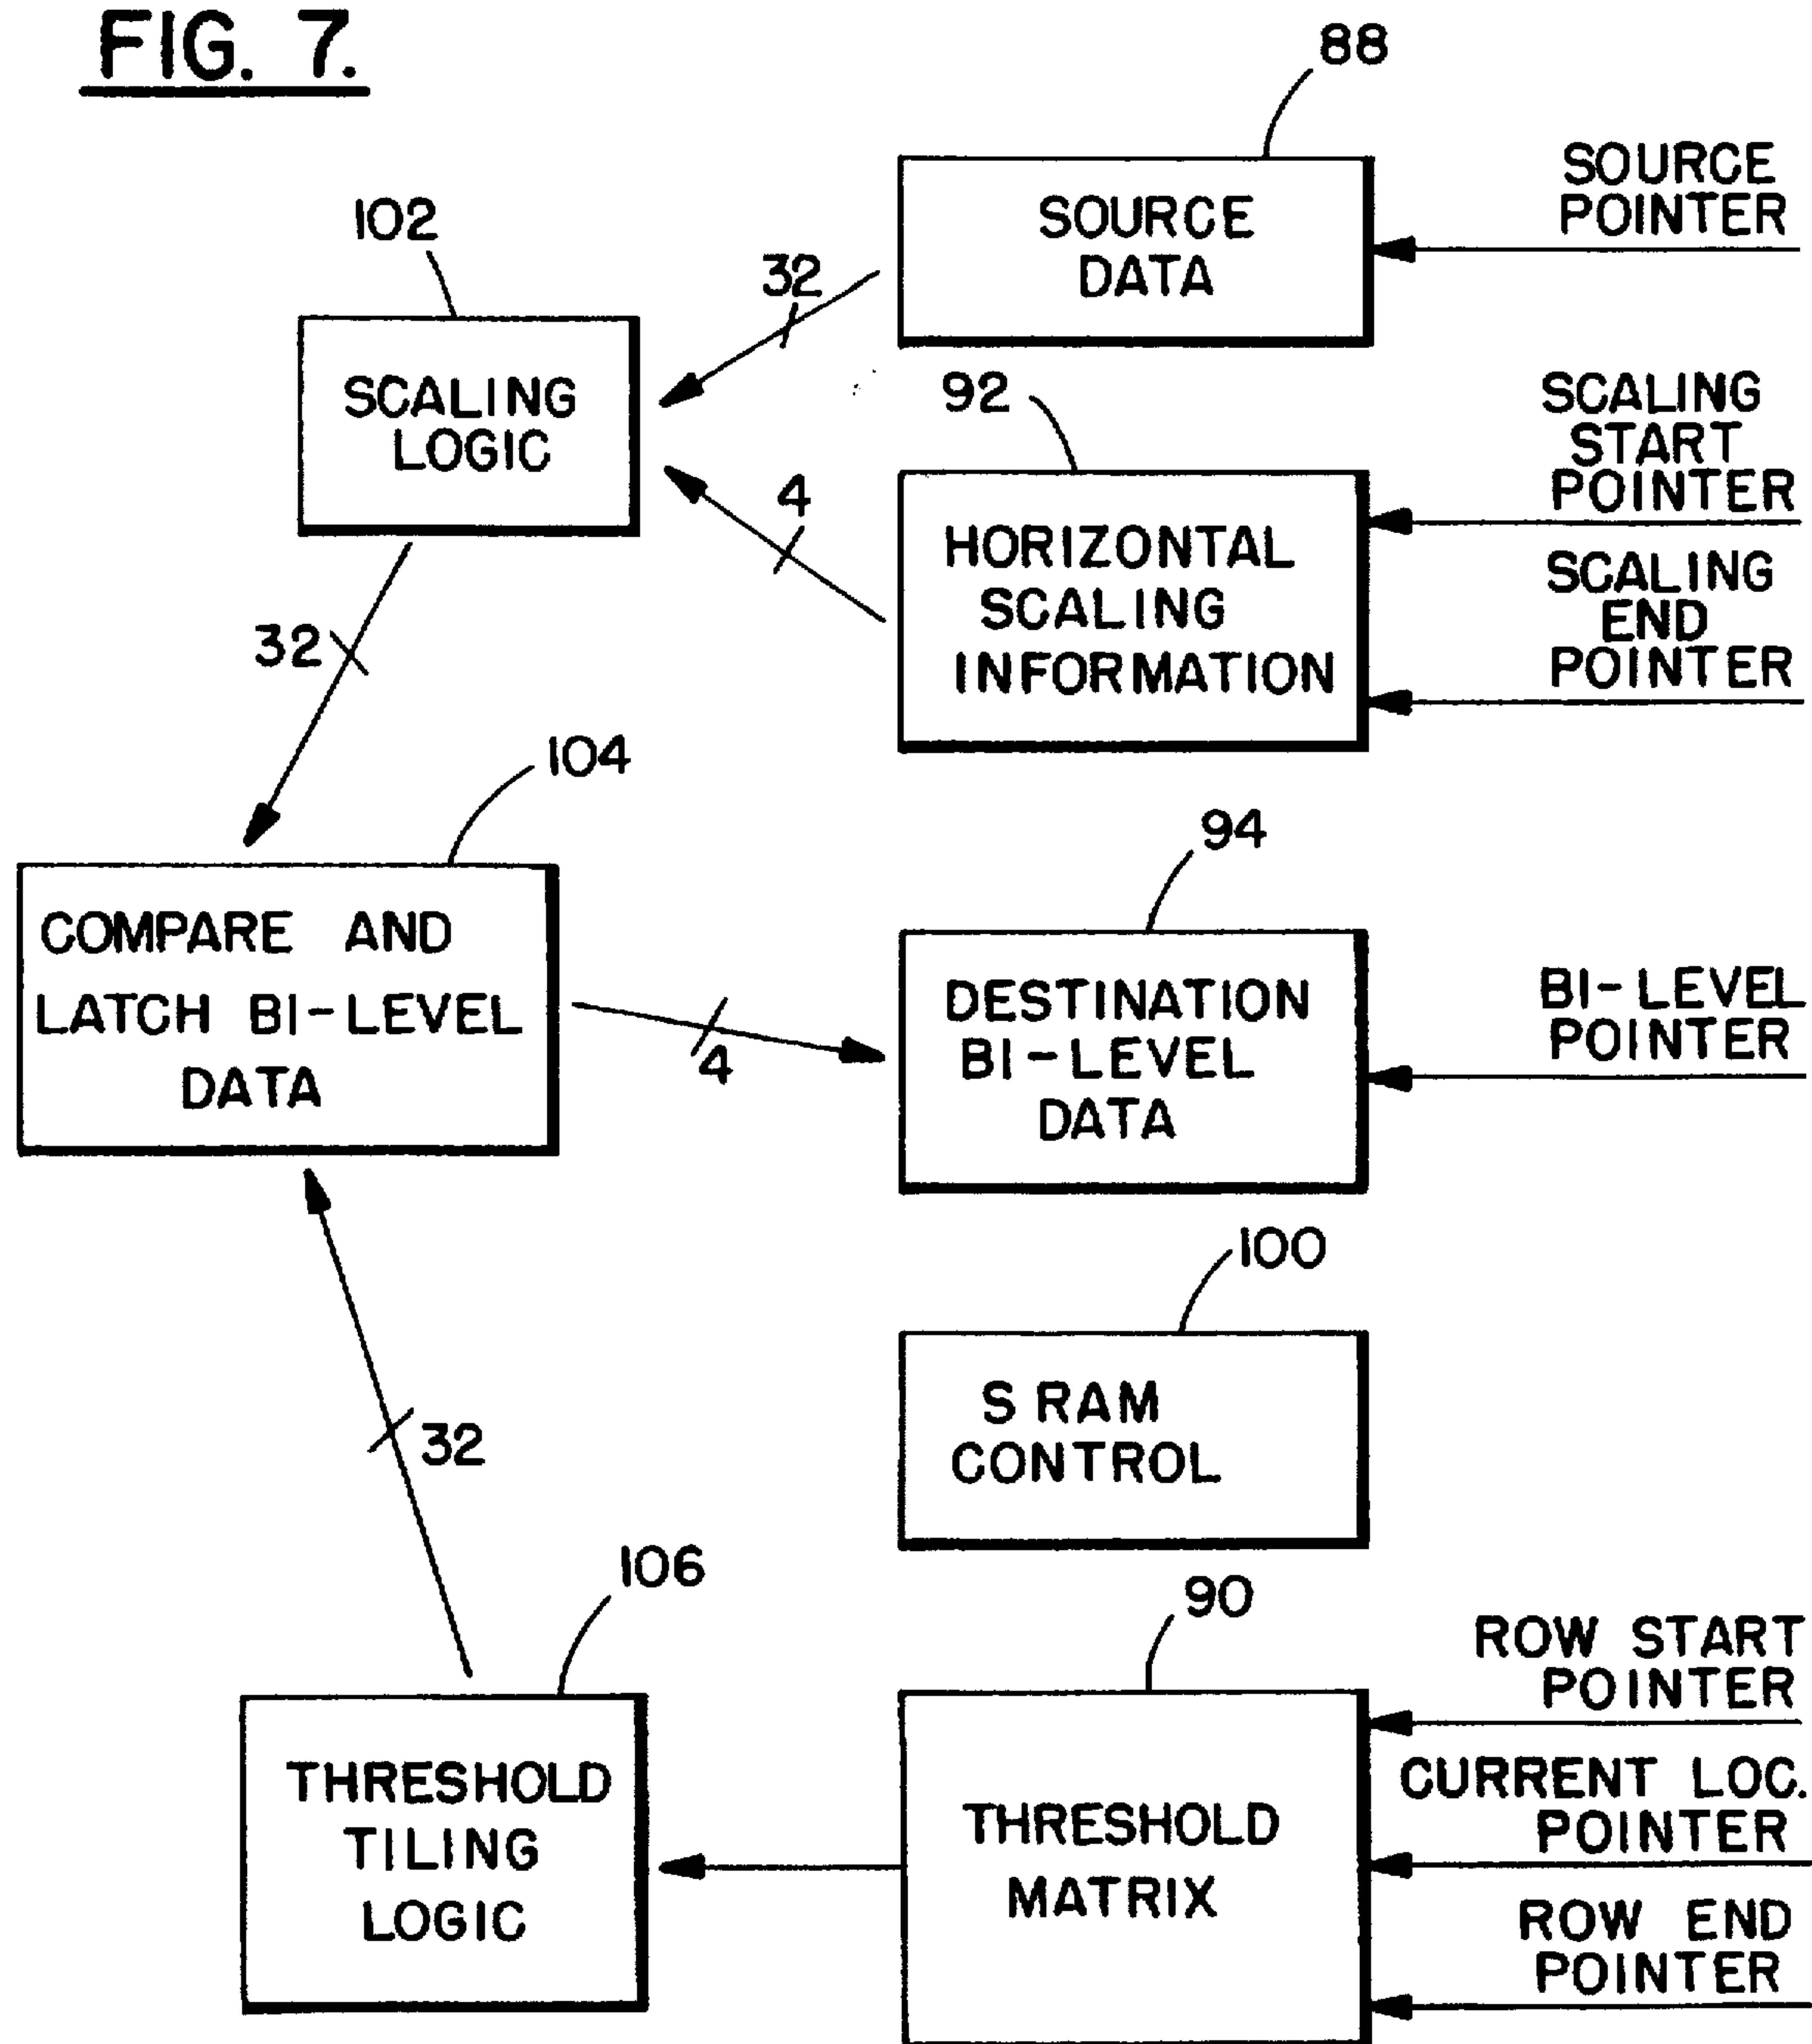 FIG. 7.
88
SOURCE
POINTER
SOURCE
DATA
102
32
SCALING
LOGIC
92
SCALING
START
POINTER
4
HORIZONTAL
SCALING
INFORMATION
SCALING
END
POINTER
32
104
94
COMPARE AND
LATCH BI-LEVEL
DATA
4
DESTINATION
BI-LEVEL
DATA
BI-LEVEL
POINTER
100
S RAM
CONTROL
32
106
90
ROW START
POINTER
THRESHOLD
TILING
LOGIC
THRESHOLD
MATRIX
CURRENT LOC.
POINTER
ROW END
POINTER